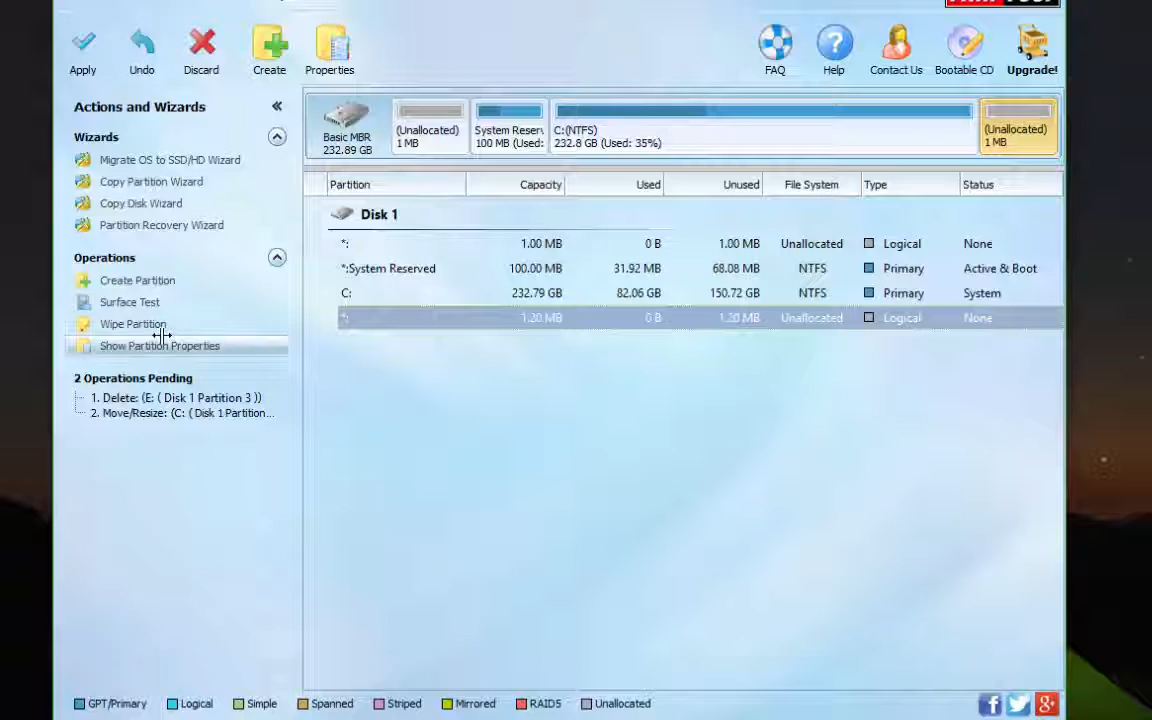 Apply
Undo
Discard
Create
Properties
FAQ
Help
Contact Us
Bootable CD
Upgrade!
Actions and Wizards
Wizards
Migrate OS to SSD/HD Wizard
Copy Partition Wizard
Copy Disk Wizard
Partition Recovery Wizard
Operations
Create Partition
Surface Test
Wipe Partition
Show Partition Properties
2 Operations Pending
1. Delete: (E: ( Disk 1 Partition 3 ))
2. Move/Resize: (C: ( Disk 1 Partition...
Basic MBR
232.89 GB
(Unallocated)
1 MB
System Reserv
100 MB (Used:
C:(NTFS)
232.8 GB (Used: 35%)
(Unallocated)
1 MB
Partition Capacity Used Unused File System Type Status
Disk 1
*: 1.00 MB 0 B 1.00 MB Unallocated Logical None
*:System Reserved 100.00 MB 31.92 MB 68.08 MB NTFS Primary Active & Boot
C: 232.79 GB 82.06 GB 150.72 GB NTFS Primary System
*: 1.20 MB 0 B 1.20 MB Unallocated Logical None
GPT/Primary Logical Simple Spanned Striped Mirrored RAID5 Unallocated